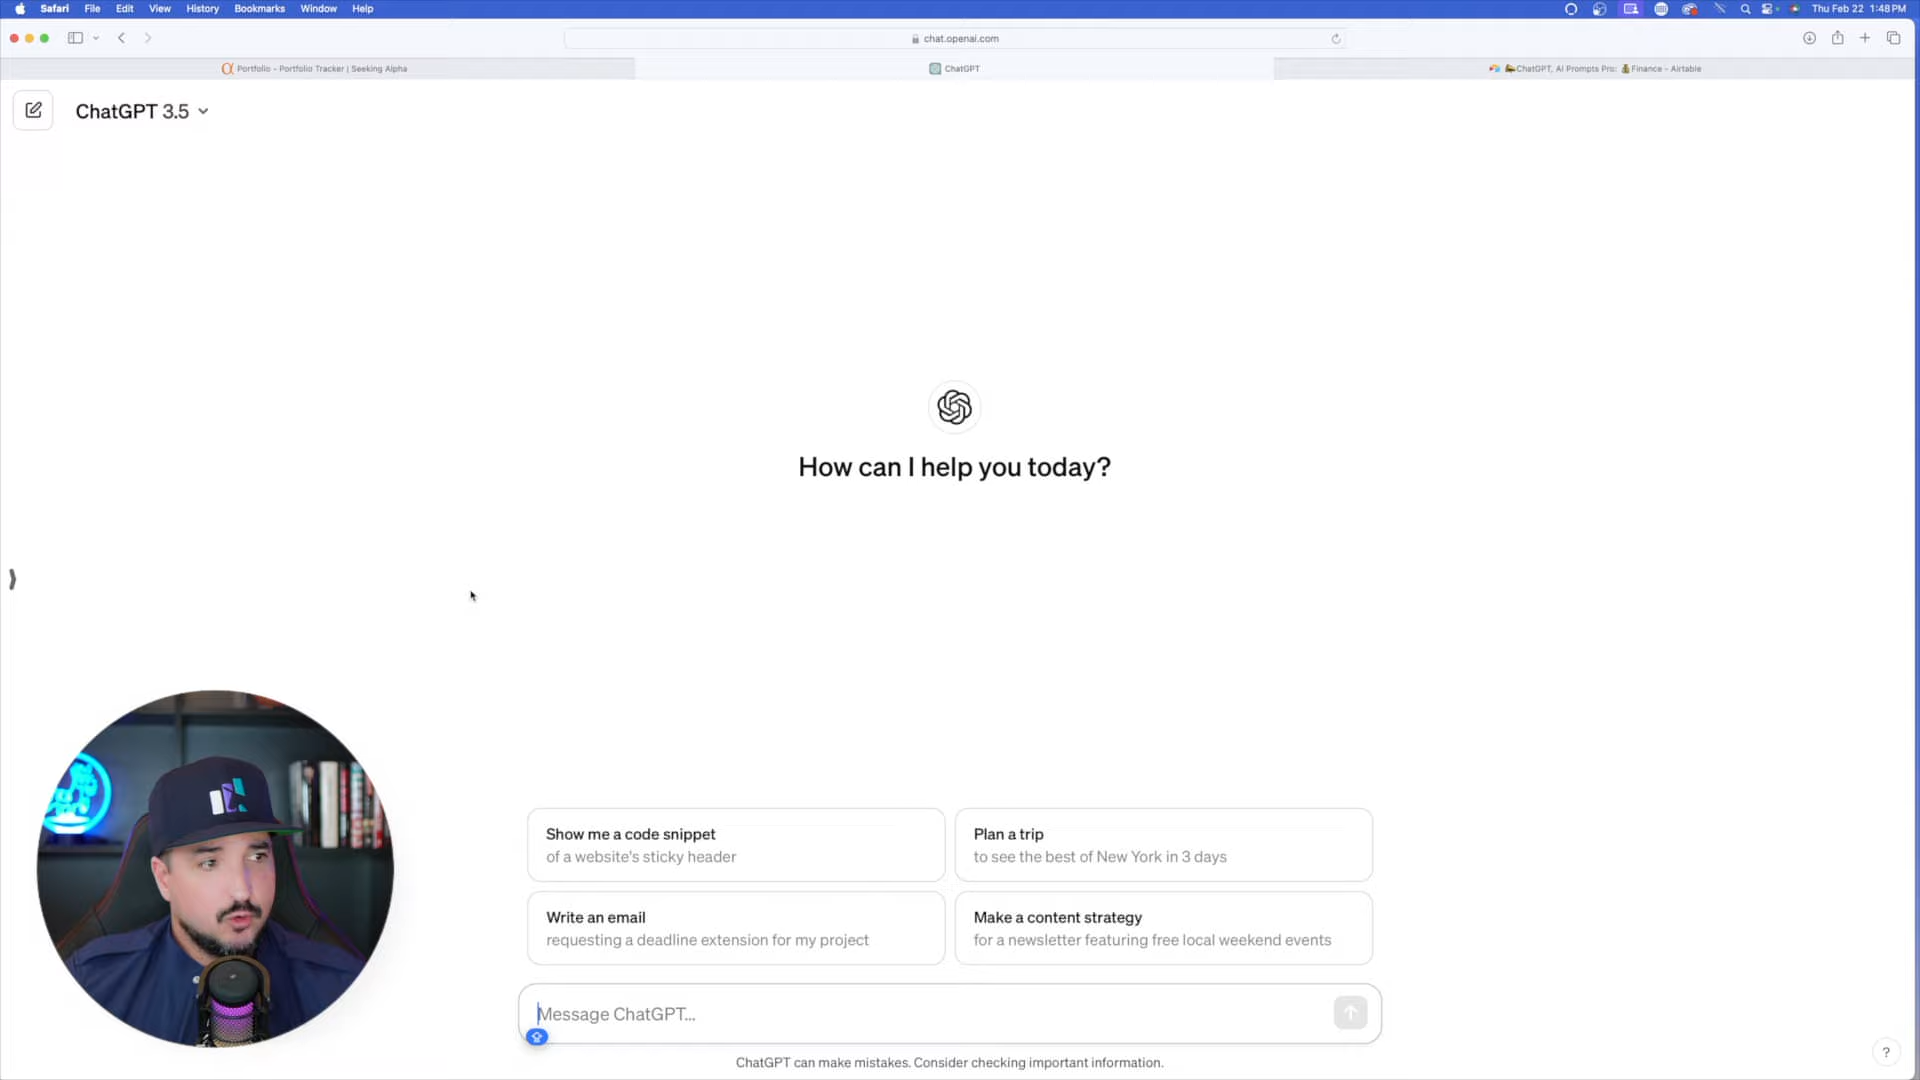 Safari File Edit View History Bookmarks Window Help Thu Feb 22 1:48 PM
chat.openai.com
Portfolio - Portfolio Tracker | Seeking Alpha
ChatGPT
ChatGPT, AI Prompts Pro: 💰Finance - Airtable
ChatGPT 3.5
How can I help you today?
Show me a code snippet
of a website's sticky header
Plan a trip
to see the best of New York in 3 days
Write an email
requesting a deadline extension for my project
Make a content strategy
for a newsletter featuring free local weekend events
Message ChatGPT...
ChatGPT can make mistakes. Consider checking important information.
?